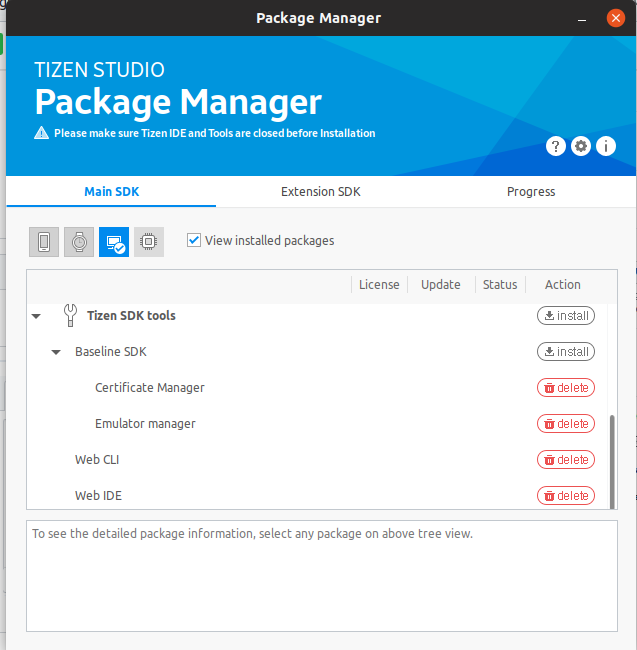 Package Manager
TIZEN STUDIO
Package Manager
Please make sure Tizen IDE and Tools are closed before Installation
Main SDK Extension SDK Progress
View installed packages
License Update Status Action
Tizen SDK tools install
Baseline SDK install
Certificate Manager delete
Emulator manager delete
Web CLI delete
Web IDE delete
To see the detailed package information, select any package on above tree view.